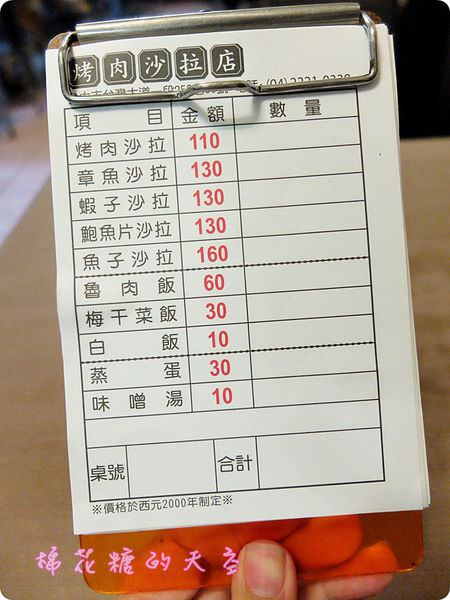 烤肉沙拉店
項目 金額 數量
烤肉沙拉 110
章魚沙拉 130
蝦子沙拉 130
鮑魚片沙拉 130
魚子沙拉 160
魯肉飯 60
梅干菜飯 30
白飯 10
蒸蛋 30
味噌湯 10
桌號 合計
※價格於西元2000年制定※
棉花糖的天空